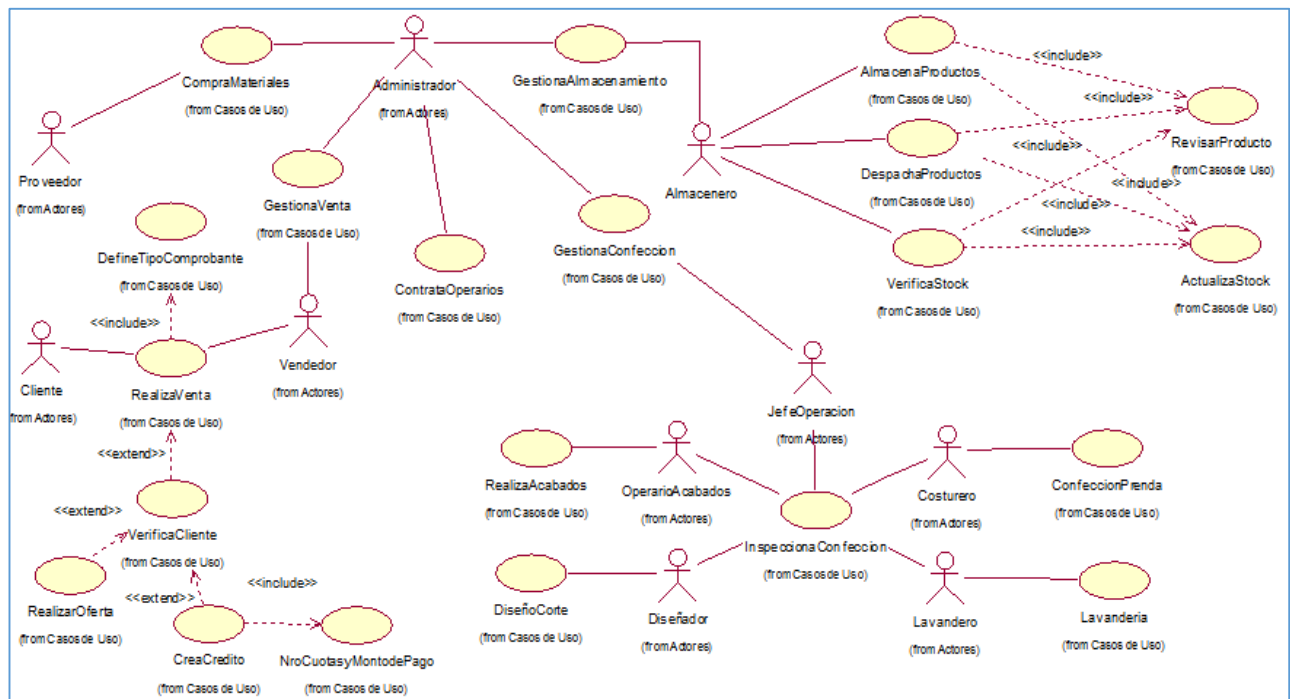 CompraMateriales
(from Casos de Uso)
Administrador
(from Actores)
GestionaAlmacenamiento
(from Casos de Uso)
AlmacenaProductos
(from Casos de Uso)
<<include>>
<<include>>
RevisarProducto
(from Casos de Uso)
Proveedor
(from Actores)
GestionaVenta
(from Casos de Uso)
Almacenero
DespachaProductos
(from Casos de Uso)
<<include>>
<<include>>
<<include>>
<<include>>
DefineTipoComprobante
(from Casos de Uso)
GestionaConfeccion
(from Casos de Uso)
ContrataOperarios
(from Casos de Uso)
VerificaStock
(from Casos de Uso)
ActualizaStock
(from Casos de Uso)
<<include>>
Cliente
(from Actores)
RealizaVenta
(from Casos de Uso)
Vendedor
(from Actores)
JefeOperacion
(from Actores)
<<extend>>
RealizaAcabados
(from Casos de Uso)
OperarioAcabados
(from Actores)
Costurero
(from Actores)
ConfeccionPrenda
(from Casos de Uso)
<<extend>>
VerificaCliente
(from Casos de Uso)
InspeccionaConfeccion
(from Casos de Uso)
RealizarOferta
(from Casos de Uso)
<<extend>>
<<include>>
DiseñoCorte
(from Casos de Uso)
Diseñador
(from Actores)
Lavandero
(from Actores)
Lavanderia
(from Casos de Uso)
CreaCredito
(from Casos de Uso)
NroCuotasyMontodePago
(from Casos de Uso)